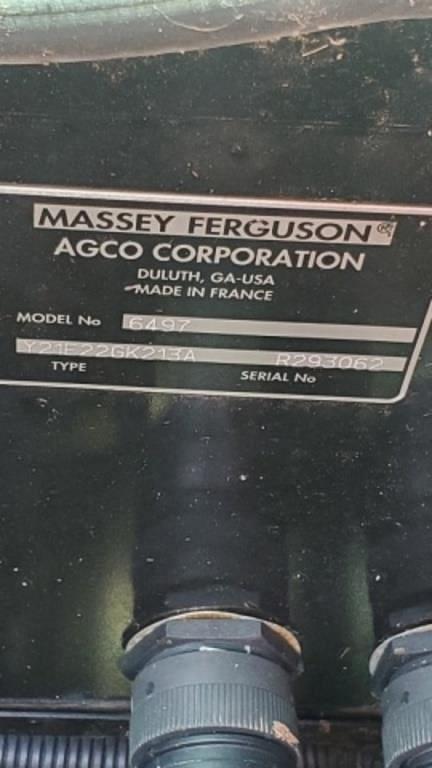 MASSEY FERGUSON®
AGCO CORPORATION
DULUTH, GA-USA
MADE IN FRANCE
MODEL No 6497
Y21E22GK213A R293062
TYPE SERIAL No